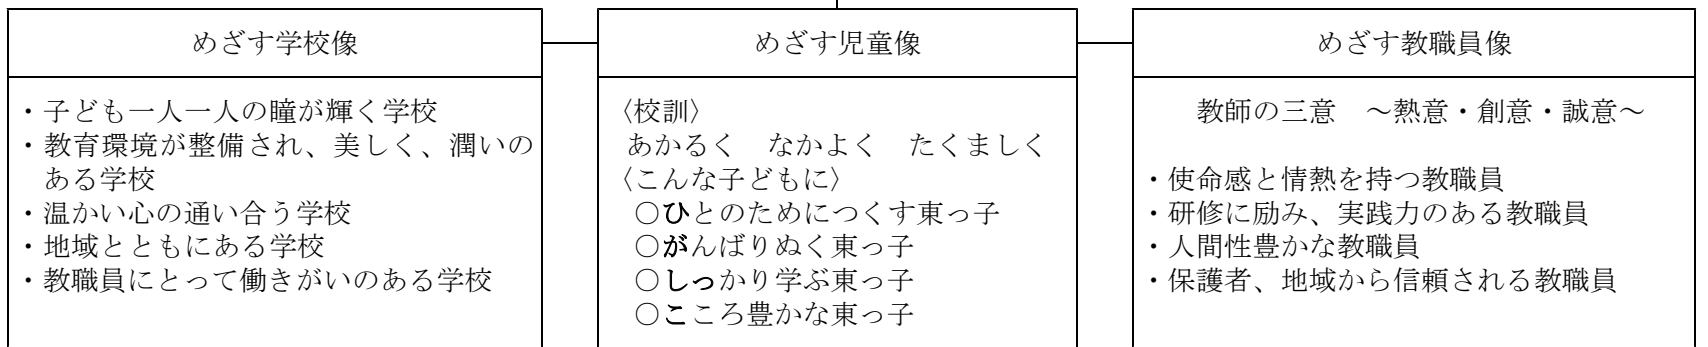 めざす学校像
・子ども一人一人の瞳が輝く学校
・教育環境が整備され、美しく、潤いの
ある学校
・温かい心の通い合う学校
・地域とともにある学校
・教職員にとって働きがいのある学校
めざす児童像
〈校訓〉
あかるく　なかよく　たくましく
〈こんな子どもに〉
○ひとのためにつくす東っ子
○がんばりぬく東っ子
○しっかり学ぶ東っ子
○こころ豊かな東っ子
めざす教職員像
教師の三意　～熱意・創意・誠意～
・使命感と情熱を持つ教職員
・研修に励み、実践力のある教職員
・人間性豊かな教職員
・保護者、地域から信頼される教職員